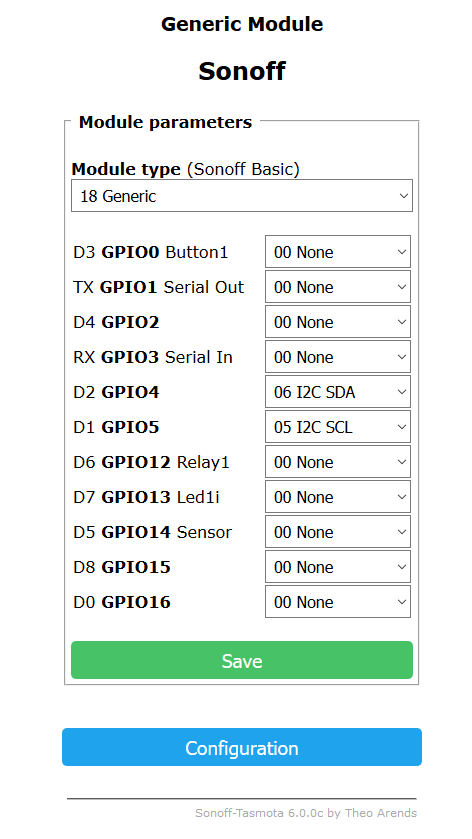 Generic Module
Sonoff
Module parameters
Module type (Sonoff Basic)
18 Generic
D3 GPIO0 Button1 00 None
TX GPIO1 Serial Out 00 None
D4 GPIO2 00 None
RX GPIO3 Serial In 00 None
D2 GPIO4 06 I2C SDA
D1 GPIO5 05 I2C SCL
D6 GPIO12 Relay1 00 None
D7 GPIO13 Led1i 00 None
D5 GPIO14 Sensor 00 None
D8 GPIO15 00 None
D0 GPIO16 00 None
Save
Configuration
Sonoff-Tasmota 6.0.0c by Theo Arends